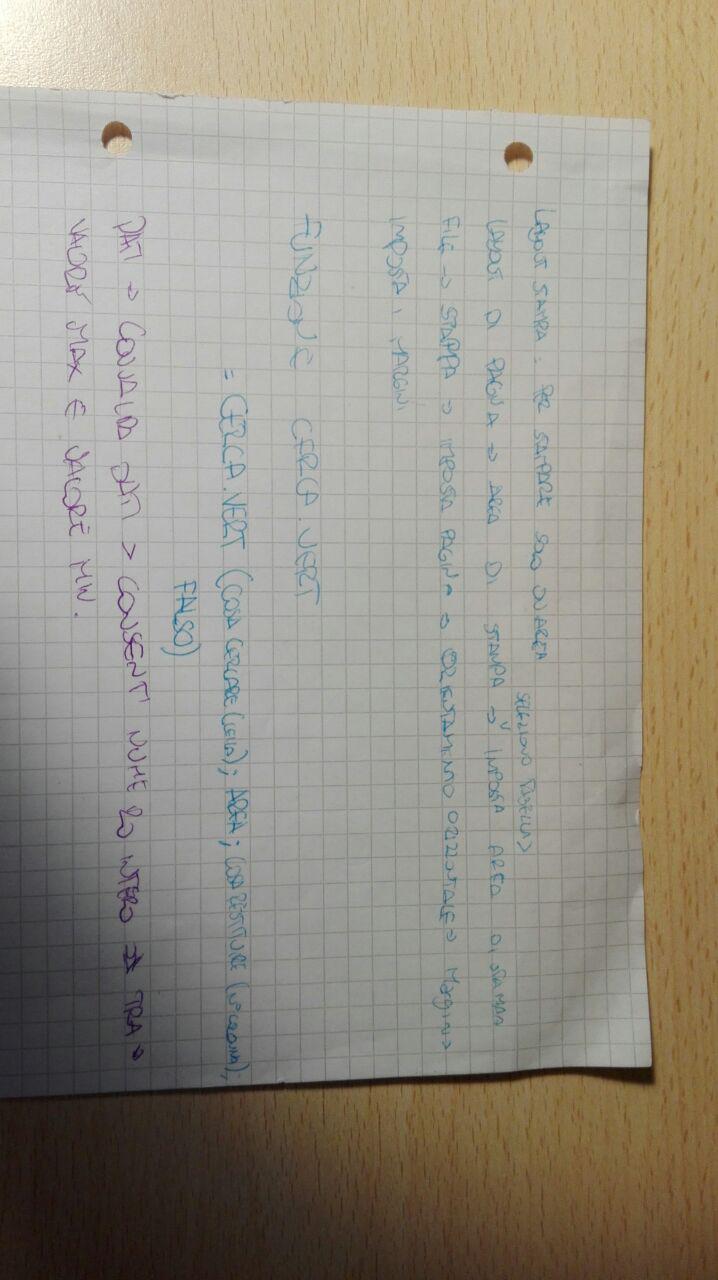 LAYOUT STAMPA: PER STAMPARE SOLO UN'AREA
SELEZIONO TABELLA >
LAYOUT DI PAGINA → AREA DI STAMPA → IMPOSTA AREA DI STAMPA
FILE → STAMPA → IMPOSTA PAGINA → ORIENTAMENTO ORIZZONTALE → Margini →
IMPOSTA I MARGINI
FUNZIONE CERCA.VERT
= CERCA.VERT (COSA CERCARE (CELLA); AREA; COSA RESTITUIRE (N° COLONNA);
FALSO)
DATI → CONVALIDA DATI > CONSENTI NUMERO INTERO → TRA →
VALORE MAX E VALORE MIN.